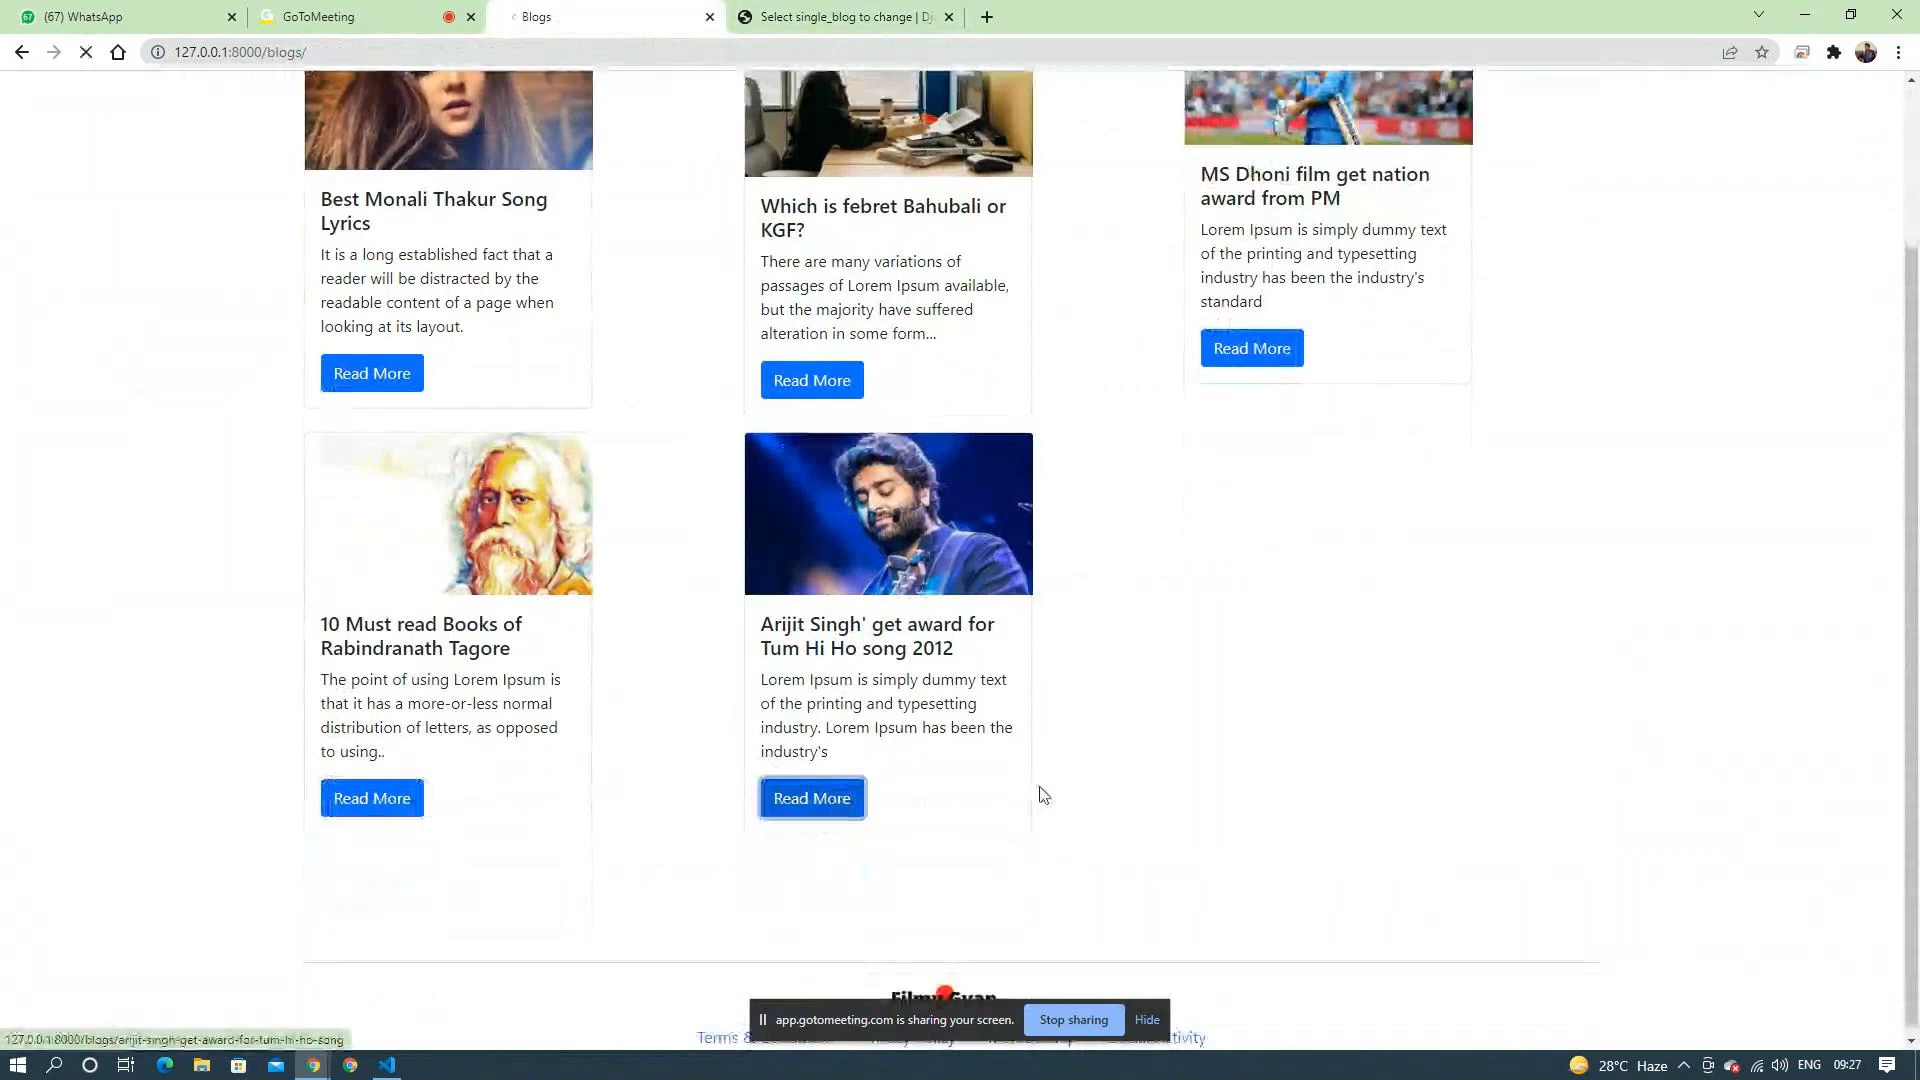 (67) WhatsApp
GoToMeeting
Blogs
Select single_blog to change | Dj
127.0.0.1:8000/blogs/
Best Monali Thakur Song
Lyrics
It is a long established fact that a
reader will be distracted by the
readable content of a page when
looking at its layout.
Read More
Which is febret Bahubali or
KGF?
There are many variations of
passages of Lorem Ipsum available,
but the majority have suffered
alteration in some form...
Read More
MS Dhoni film get nation
award from PM
Lorem Ipsum is simply dummy text
of the printing and typesetting
industry has been the industry's
standard
Read More
10 Must read Books of
Rabindranath Tagore
The point of using Lorem Ipsum is
that it has a more-or-less normal
distribution of letters, as opposed
to using..
Read More
Arijit Singh' get award for
Tum Hi Ho song 2012
Lorem Ipsum is simply dummy text
of the printing and typesetting
industry. Lorem Ipsum has been the
industry's
Read More
Filmy Gyan
app.gotomeeting.com is sharing your screen.
Stop sharing
Hide
Terms
127.0.0.1:8000/blogs/arijit-singh-get-award-for-tum-hi-ho-song
28°C Haze
ENG
09:27